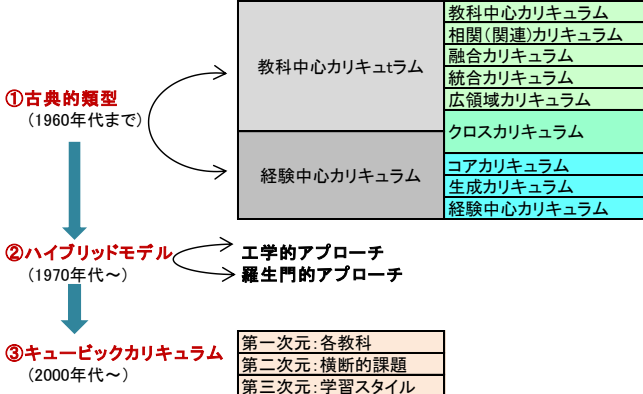 ①古典的類型
(1960年代まで)
教科中心カリキュtラム
経験中心カリキュラム
教科中心カリキュラム
相関(関連)カリキュラム
融合カリキュラム
統合カリキュラム
広領域カリキュラム
クロスカリキュラム
コアカリキュラム
生成カリキュラム
経験中心カリキュラム
②ハイブリッドモデル
(1970年代～)
工学的アプローチ
羅生門的アプローチ
③キュービックカリキュラム
(2000年代～)
第一次元：各教科
第二次元：横断的課題
第三次元：学習スタイル